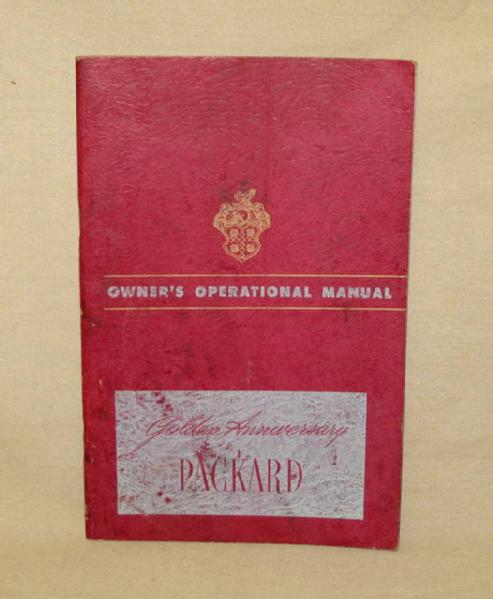 OWNER'S OPERATIONAL MANUAL
Golden Anniversary
PACKARD